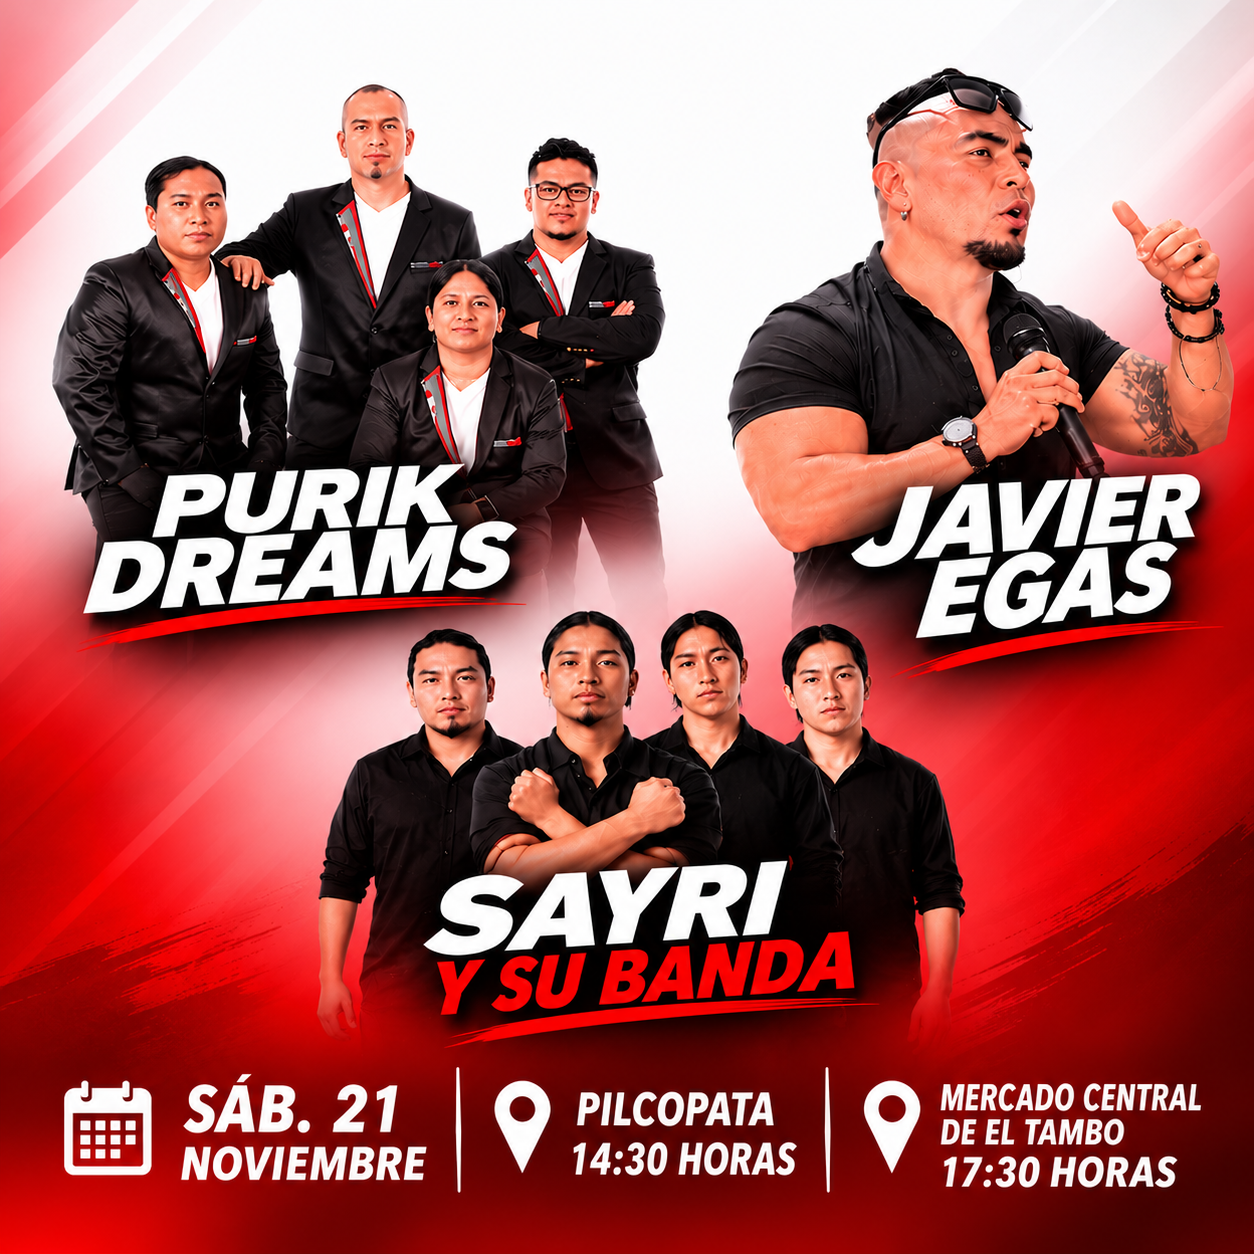 PURIK
DREAMS
JAVIER
EGAS
SAYRI
Y SU BANDA
SÁB. 21
NOVIEMBRE
PILCOPATA
14:30 HORAS
MERCADO CENTRAL
DE EL TAMBO
17:30 HORAS